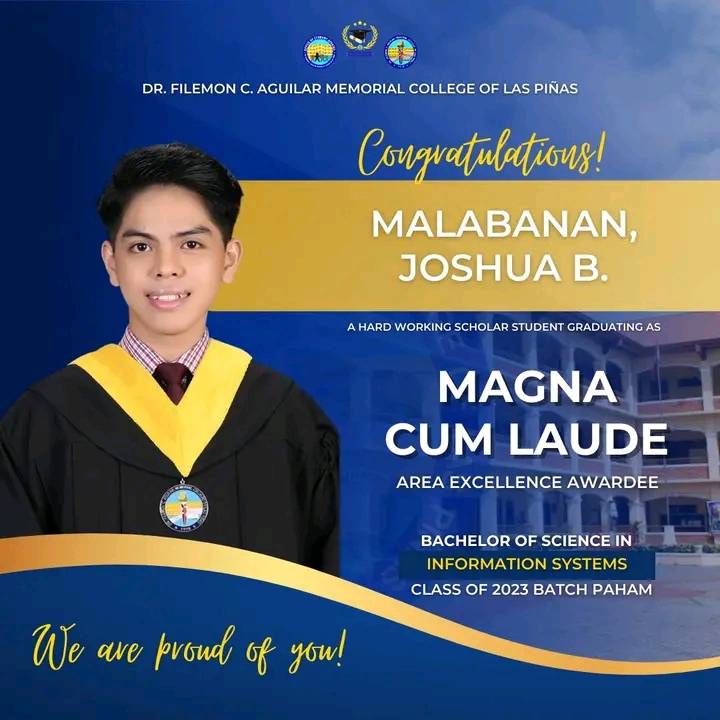 DR. FILEMON C. AGUILAR MEMORIAL COLLEGE OF LAS PIÑAS
Congratulations!
MALABANAN,
JOSHUA B.
A HARD WORKING SCHOLAR STUDENT GRADUATING AS
MAGNA
CUM LAUDE
AREA EXCELLENCE AWARDEE
BACHELOR OF SCIENCE IN
INFORMATION SYSTEMS
CLASS OF 2023 BATCH PAHAM
We are proud of you!